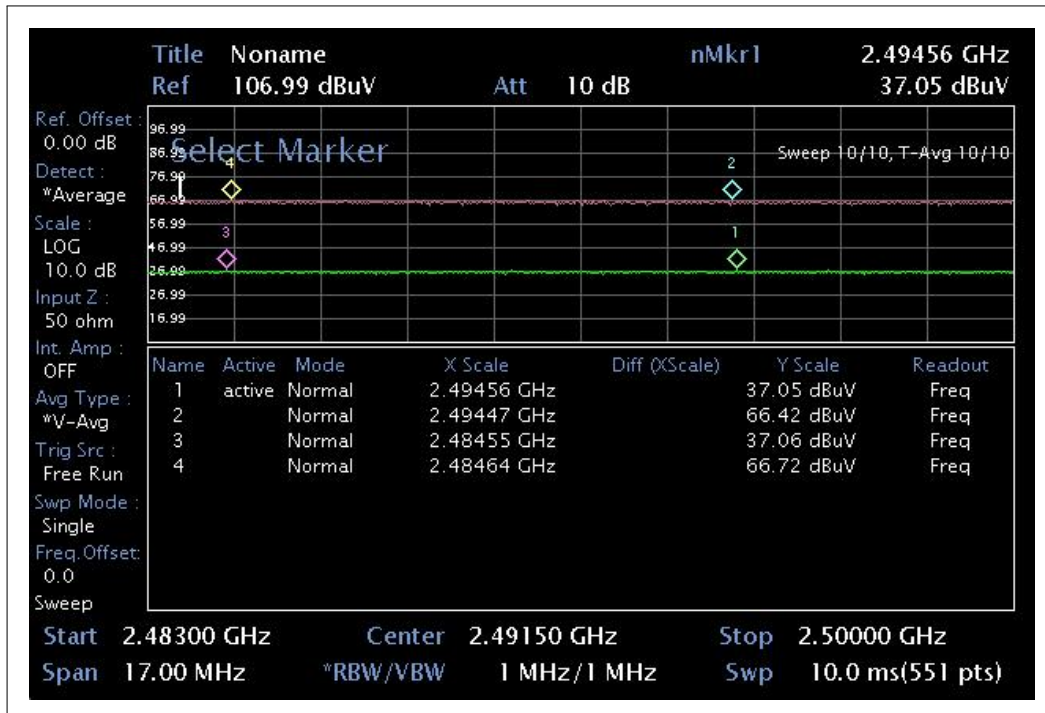 Title Noname nMkr1 2.49456 GHz
Ref 106.99 dBuV Att 10 dB 37.05 dBuV
Ref. Offset :
0.00 dB
Detect :
*Average
Scale :
LOG
10.0 dB
Input Z :
50 ohm
Int. Amp :
OFF
Avg Type :
*V-Avg
Trig Src :
Free Run
Swp Mode :
Single
Freq.Offset:
0.0
Sweep
96.99
86.99
Select Marker
Sweep 10/10, T-Avg 10/10
76.99
66.99
1
56.99
46.99
26.99
26.99
16.99
4
2
3
1
Name Active Mode X Scale Diff (XScale) Y Scale Readout
1 active Normal 2.49456 GHz 37.05 dBuV Freq
2 Normal 2.49447 GHz 66.42 dBuV Freq
3 Normal 2.48455 GHz 37.06 dBuV Freq
4 Normal 2.48464 GHz 66.72 dBuV Freq
Start 2.48300 GHz Center 2.49150 GHz Stop 2.50000 GHz
Span 17.00 MHz *RBW/VBW 1 MHz/1 MHz Swp 10.0 ms(551 pts)